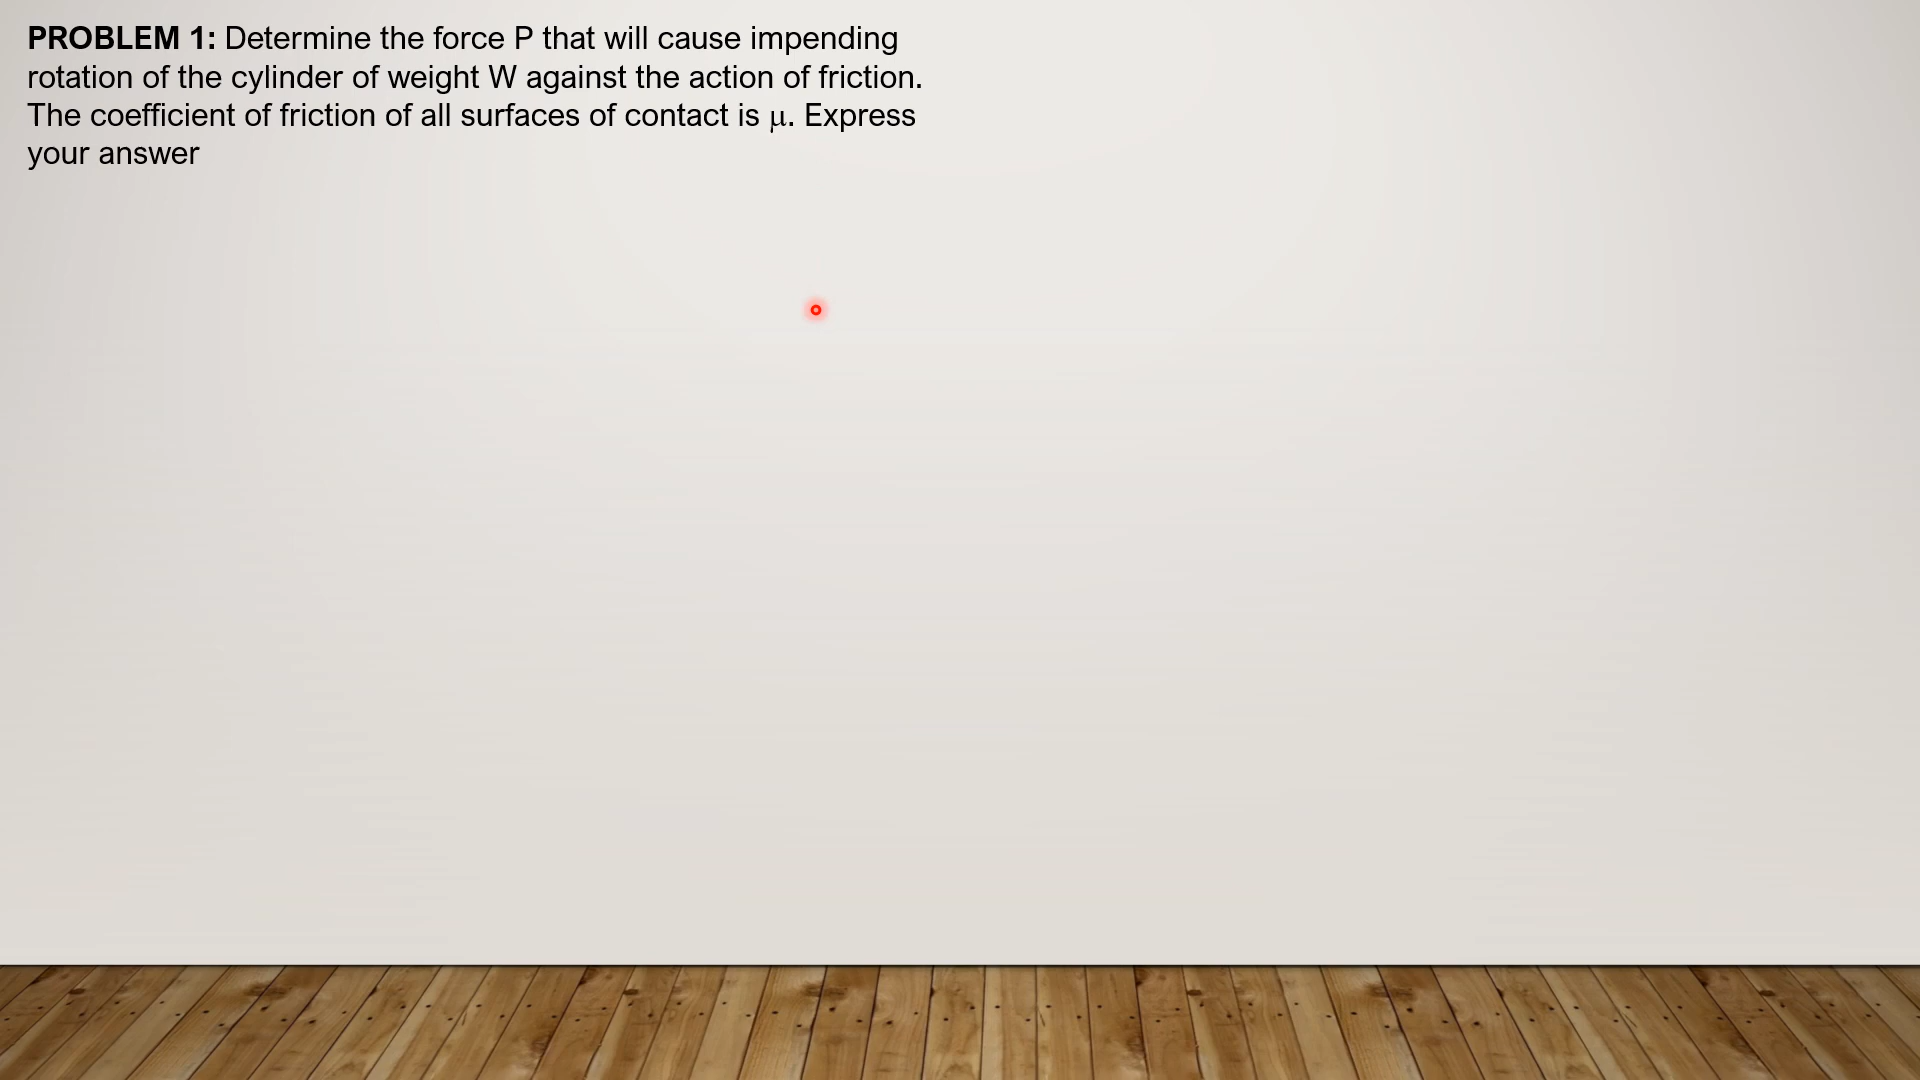 PROBLEM 1: Determine the force P that will cause impending
rotation of the cylinder of weight W against the action of friction.
The coefficient of friction of all surfaces of contact is μ. Express
your answer